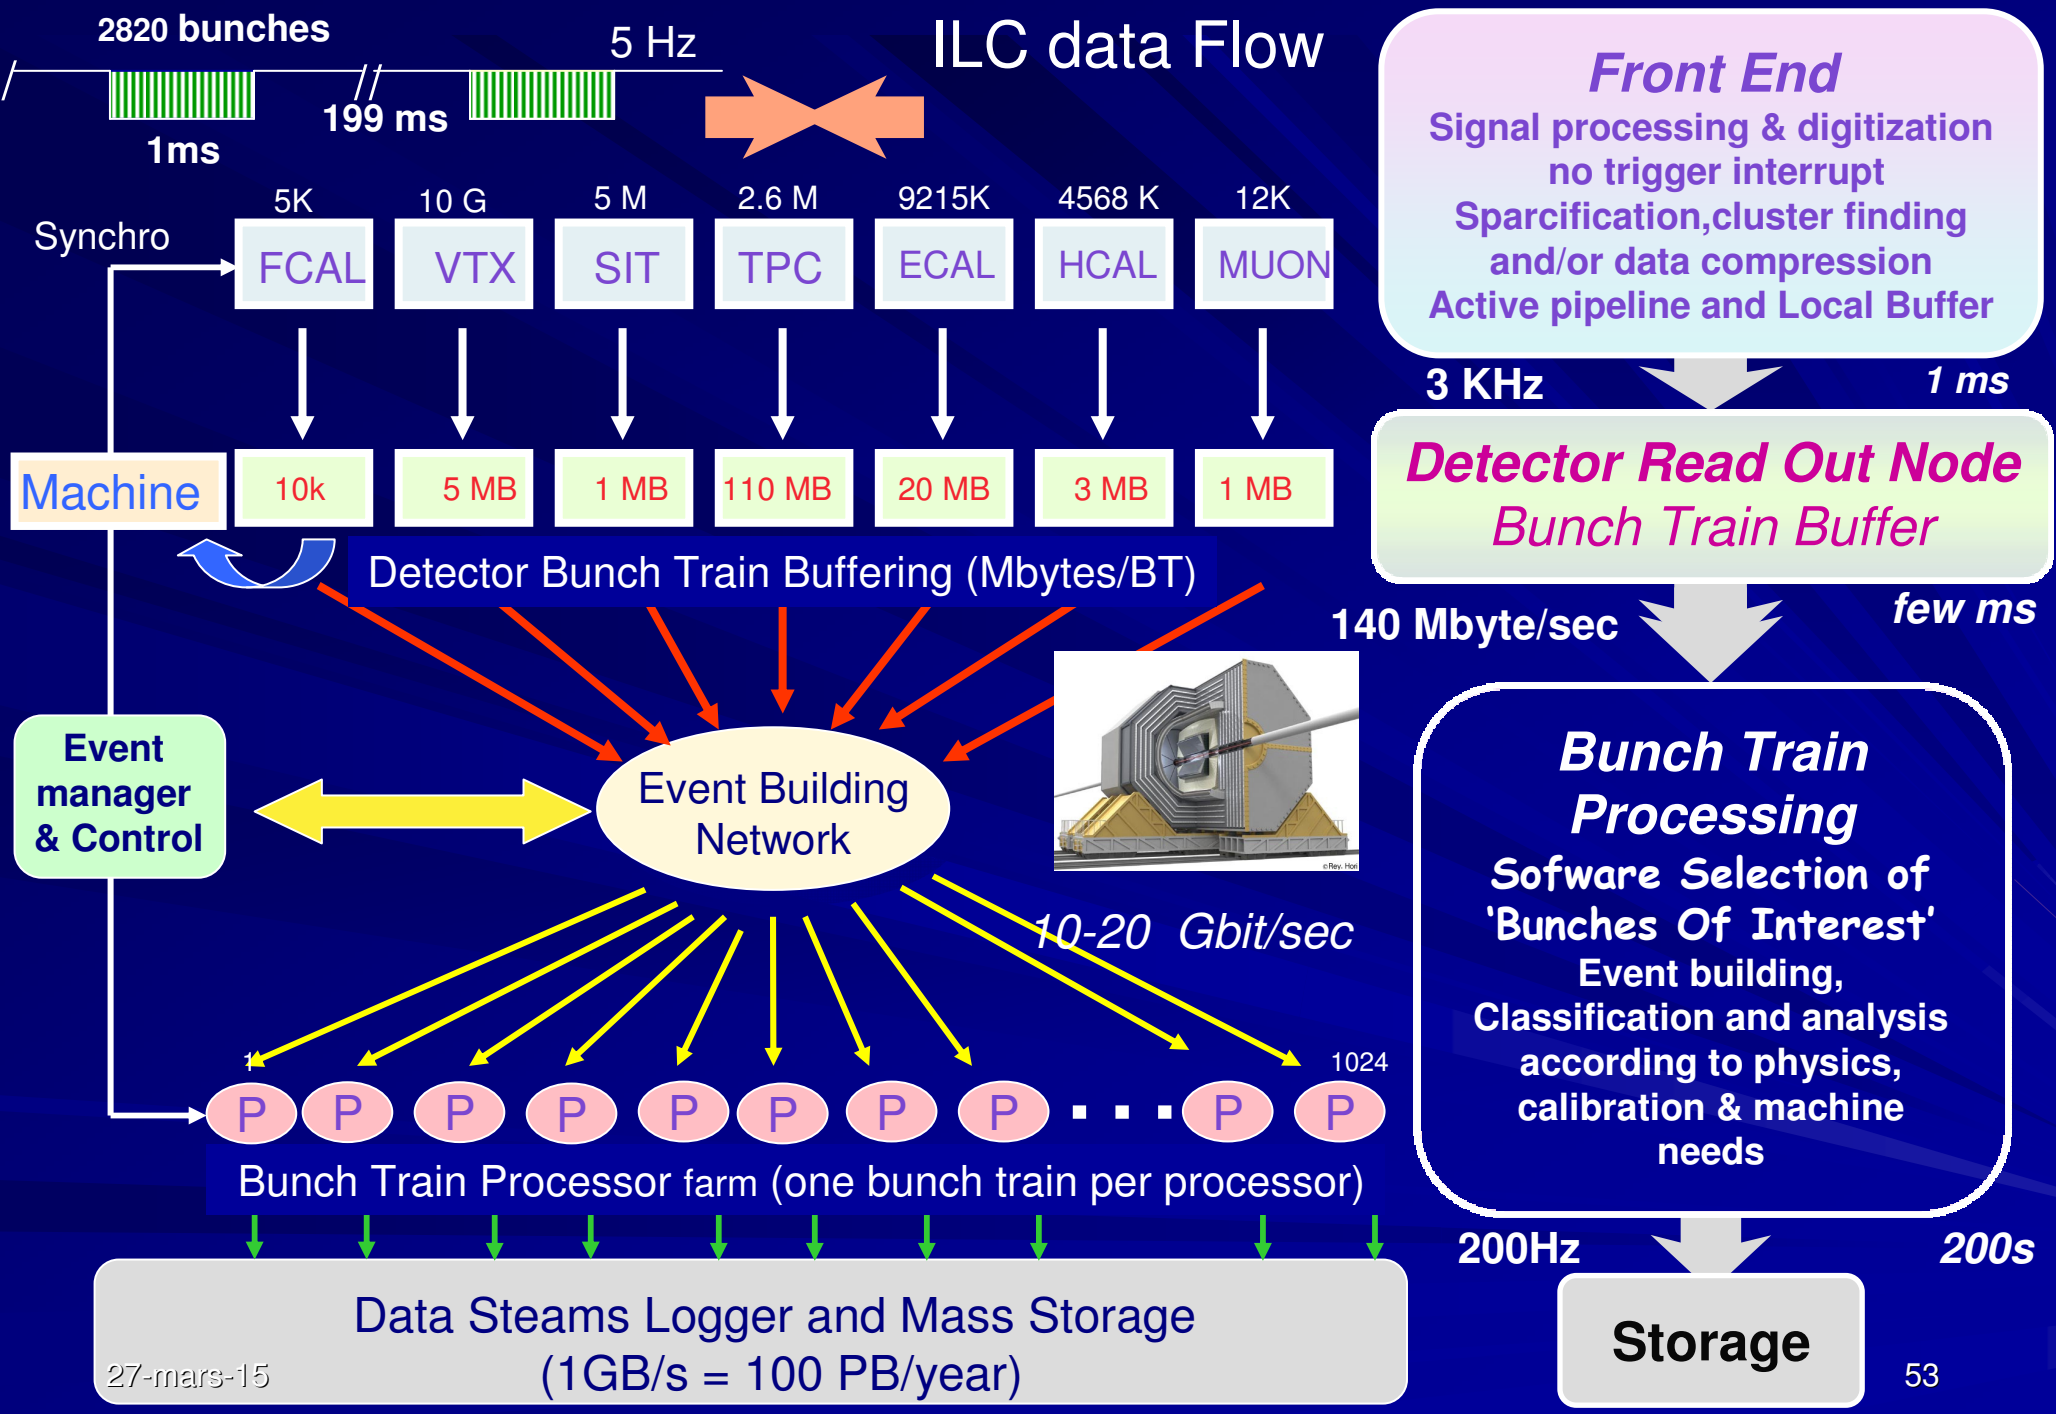 ILC data Flow
2820 bunches
5 Hz
199 ms
1ms
5K
10 G
5 M
2.6 M
9215K
4568 K
12K
Synchro
FCAL
VTX
SIT
TPC
ECAL
HCAL
MUON
Machine
10k
5 MB
1 MB
110 MB
20 MB
3 MB
1 MB
Detector Bunch Train Buffering (Mbytes/BT)
Event
manager
& Control
Event Building
Network
©Rey. Hori
10-20 Gbit/sec
1
1024
P P P P P P P P P P
Bunch Train Processor farm (one bunch train per processor)
Data Steams Logger and Mass Storage
(1GB/s = 100 PB/year)
27-mars-15
Front End
Signal processing & digitization
no trigger interrupt
Sparcification,cluster finding
and/or data compression
Active pipeline and Local Buffer
3 KHz
1 ms
Detector Read Out Node
Bunch Train Buffer
140 Mbyte/sec
few ms
Bunch Train
Processing
Sofware Selection of
‘Bunches Of Interest’
Event building,
Classification and analysis
according to physics,
calibration & machine
needs
200Hz
200s
Storage
53